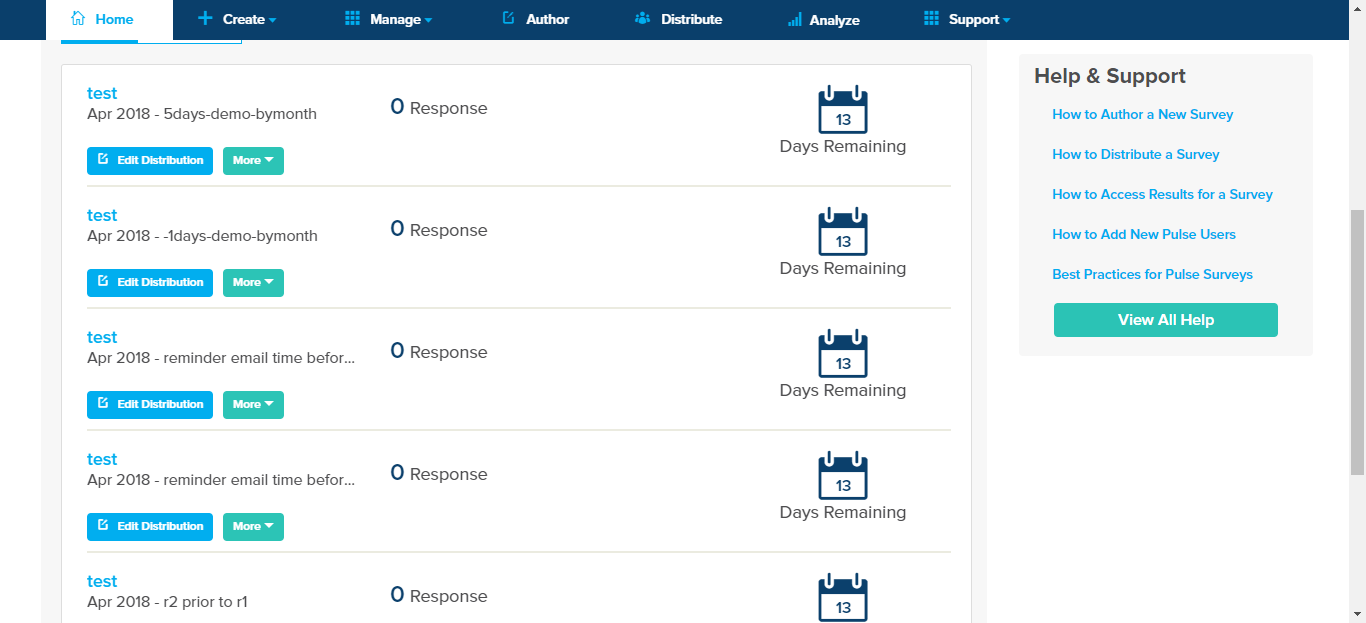 Home
Create
Manage
Author
Distribute
Analyze
Support
test
Apr 2018 - 5days-demo-bymonth
0 Response
13
Days Remaining
Edit Distribution
More
test
Apr 2018 - -1days-demo-bymonth
0 Response
13
Days Remaining
Edit Distribution
More
test
Apr 2018 - reminder email time befor...
0 Response
13
Days Remaining
Edit Distribution
More
test
Apr 2018 - reminder email time befor...
0 Response
13
Days Remaining
Edit Distribution
More
test
Apr 2018 - r2 prior to r1
0 Response
13
Help & Support
How to Author a New Survey
How to Distribute a Survey
How to Access Results for a Survey
How to Add New Pulse Users
Best Practices for Pulse Surveys
View All Help